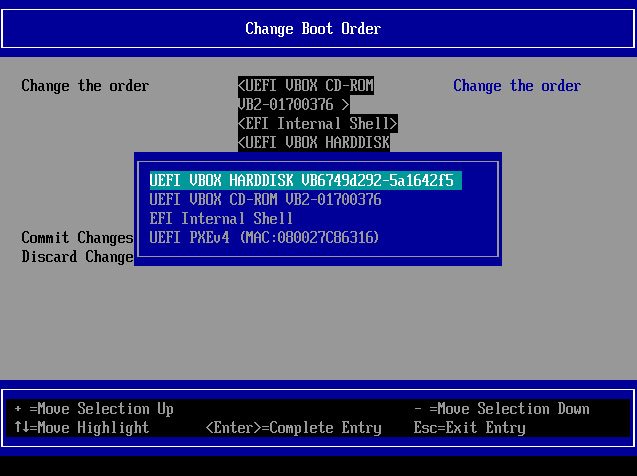 Change Boot Order
Change the order
<UEFI VBOX CD-ROM
VB2-01700376 >
<EFI Internal Shell>
<UEFI VBOX HARDDISK
Change the order
UEFI VBOX HARDDISK VB6749d292-5a1642f5
UEFI VBOX CD-ROM VB2-01700376
EFI Internal Shell
UEFI PXEv4 (MAC:080027C86316)
Commit Changes
Discard Change
+ =Move Selection Up
- =Move Selection Down
↑↓=Move Highlight
<Enter>=Complete Entry
Esc=Exit Entry